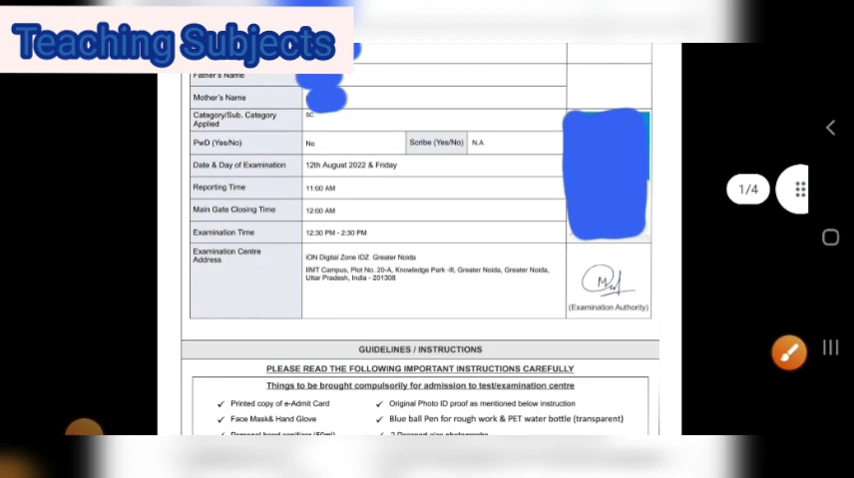 Teaching Subjects
Father's Name
Mother's Name
Category/Sub. Category Applied SC
PwD (Yes/No) No Scribe (Yes/No) N.A
Date & Day of Examination 12th August 2022 & Friday
Reporting Time 11:00 AM
Main Gate Closing Time 12:00 AM
Examination Time 12:30 PM - 2:30 PM
Examination Centre Address iON Digital Zone IDZ Greater Noida
IIMT Campus, Plot No. 20-A, Knowledge Park -III, Greater Noida, Greater Noida,
Uttar Pradesh, India - 201308
(Examination Authority)
1/4
GUIDELINES / INSTRUCTIONS
PLEASE READ THE FOLLOWING IMPORTANT INSTRUCTIONS CAREFULLY
Things to be brought compulsorily for admission to test/examination centre
✓ Printed copy of e-Admit Card ✓ Original Photo ID proof as mentioned below instruction
✓ Face Mask& Hand Glove ✓ Blue ball Pen for rough work & PET water bottle (transparent)